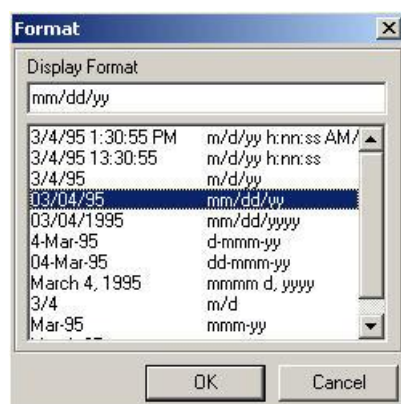 Format
Display Format
mm/dd/yy
3/4/95 1:30:55 PM m/d/yy h:nn:ss AM/
3/4/95 13:30:55 m/d/yy h:nn:ss
3/4/95 m/d/yy
03/04/95 mm/dd/yy
03/04/1995 mm/dd/yyyy
4-Mar-95 d-mmm-yy
04-Mar-95 dd-mmm-yy
March 4, 1995 mmmm d, yyyy
3/4 m/d
Mar-95 mmm-yy
OK Cancel